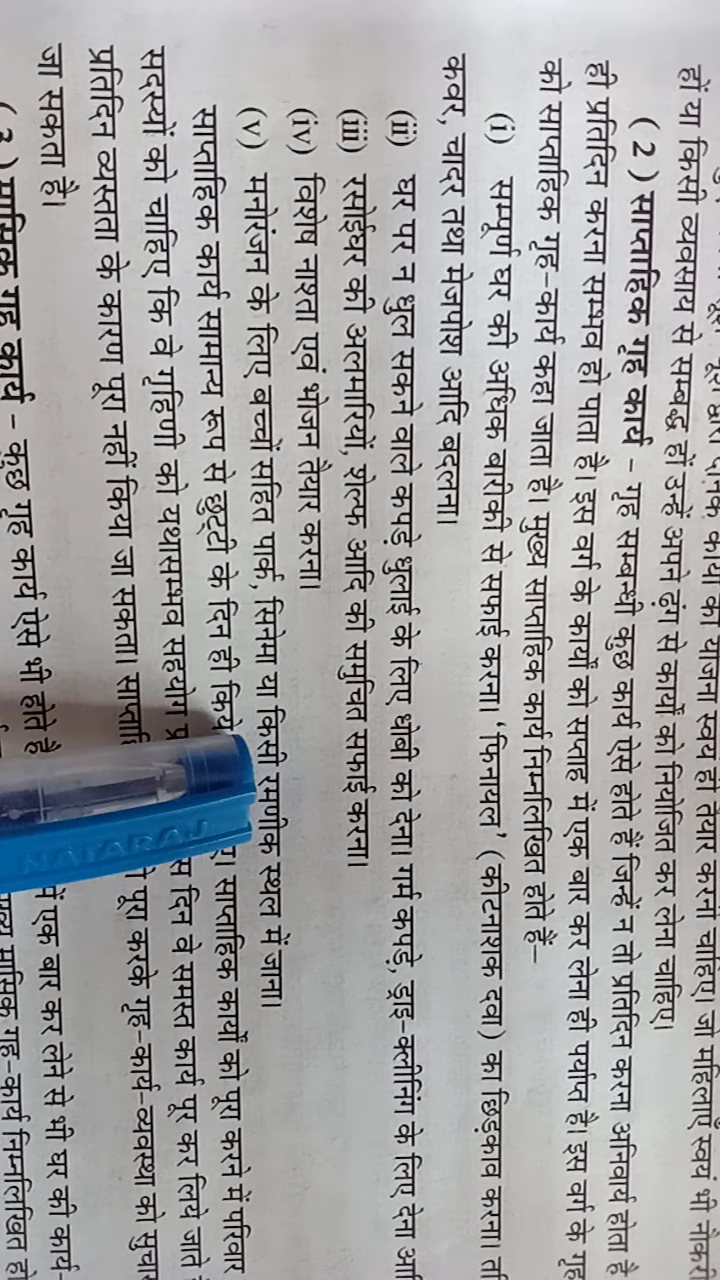 हों या किसी व्यवसाय से सम्बद्ध हों उन्हें अपने ढंग से कार्यों को नियोजित कर लेना चाहिए।
( 2 ) साप्ताहिक गृह कार्य – गृह सम्बन्धी कुछ कार्य ऐसे होते हैं जिन्हें न तो प्रतिदिन करना अनिवार्य होता है
ही प्रतिदिन करना सम्भव हो पता है। इस वर्ग के कार्यों को सप्ताह में एक बार कर लेना ही पर्याप्त है। इस वर्ग के गृह
को साप्ताहिक गृह-कार्य कहा जाता है। मुख्य साप्ताहिक कार्य निम्नलिखित होते हैं–
(i) सम्पूर्ण घर की अधिक बारीकी से सफाई करना। ‘फिनायल’ (कीटनाशक दवा) का छिड़काव करना।
कवर, चादर तथा मेजपोश आदि बदलना।
(ii) घर पर न धुल सकने वाले कपड़े धुलाई के लिए धोबी को देना। गर्म कपड़े, ड्राइ-क्लीनिंग के लिए देना
(iii) रसोईघर की अलमारियों, शेल्फ आदि की समुचित सफाई करना।
(iv) विशेष नाश्ता एवं भोजन तैयार करना।
(v) मनोरंजन के लिए बच्चों सहित पार्क, सिनेमा या किसी रमणीक स्थल में जाना।
साप्ताहिक कार्य सामान्य रूप से छुट्टी के दिन ही किये साप्ताहिक कार्यों को पूरा करने में परिवार
सदस्यों को चाहिए कि वे गृहिणी को यथासम्भव सहयोग दिन वे समस्त कार्य पूर कर लिये जाते
प्रतिदिन व्यस्तता के कारण पूरा नहीं किया जा सकता। पूरा करके गृह-कार्य-व्यवस्था को
जा सकता है।
( 3 ) मासिक गृह कार्य – कुछ गृह कार्य ऐसे भी होते हैं में एक बार कर लेने से भी घर की कार्य-
मासिक गृह-कार्य निम्नलिखित
NATARAJ